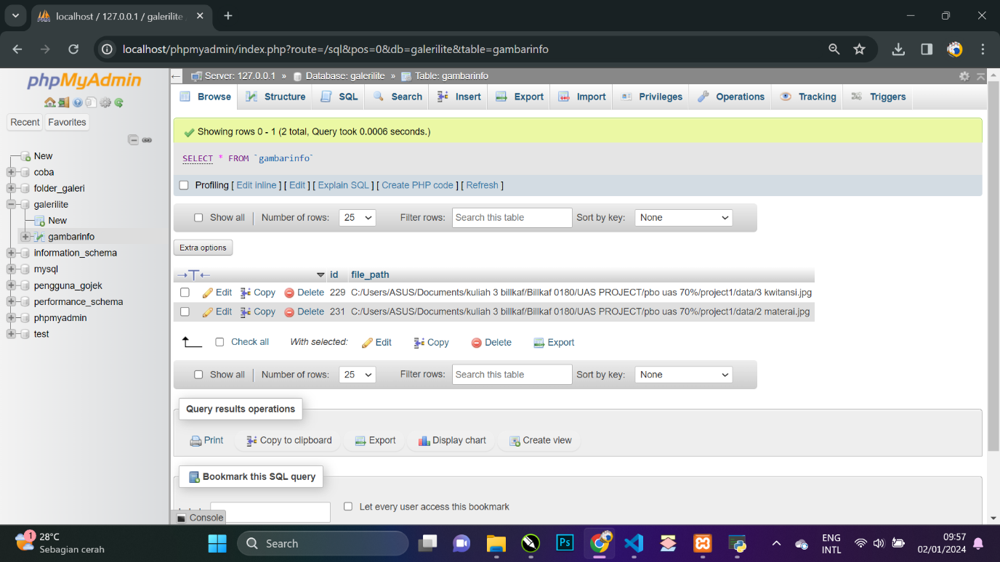 localhost / 127.0.0.1 / galerilite
localhost/phpmyadmin/index.php?route=/sql&pos=0&db=galerilite&table=gambarinfo
phpMyAdmin
Recent Favorites
New
coba
folder_galeri
galerilite
New
gambarinfo
information_schema
mysql
pengguna_gojek
performance_schema
phpmyadmin
test
Server: 127.0.0.1 » Database: galerilite » Table: gambarinfo
Browse Structure SQL Search Insert Export Import Privileges Operations Tracking Triggers
Showing rows 0 - 1 (2 total, Query took 0.0006 seconds.)
SELECT * FROM `gambarinfo`
Profiling [ Edit inline ] [ Edit ] [ Explain SQL ] [ Create PHP code ] [ Refresh ]
Show all Number of rows: 25 Filter rows: Search this table Sort by key: None
Extra options
id file_path
Edit Copy Delete 229 C:/Users/ASUS/Documents/kuliah 3 billkaf/Billkaf 0180/UAS PROJECT/pbo uas 70%/project1/data/3 kwitansi.jpg
Edit Copy Delete 231 C:/Users/ASUS/Documents/kuliah 3 billkaf/Billkaf 0180/UAS PROJECT/pbo uas 70%/project1/data/2 materai.jpg
Check all With selected: Edit Copy Delete Export
Show all Number of rows: 25 Filter rows: Search this table Sort by key: None
Query results operations
Print Copy to clipboard Export Display chart Create view
Bookmark this SQL query
Let every user access this bookmark
Console
1
28°C
Sebagian cerah
Search
Ps
ENG
INTL
09:57
02/01/2024